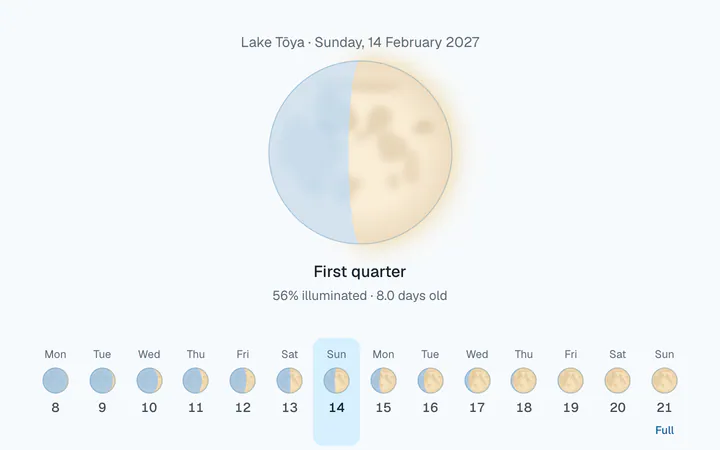 Lake Tōya · Sunday, 14 February 2027
First quarter
56% illuminated · 8.0 days old
Mon Tue Wed Thu Fri Sat Sun Mon Tue Wed Thu Fri Sat Sun
8 9 10 11 12 13 14 15 16 17 18 19 20 21
Full